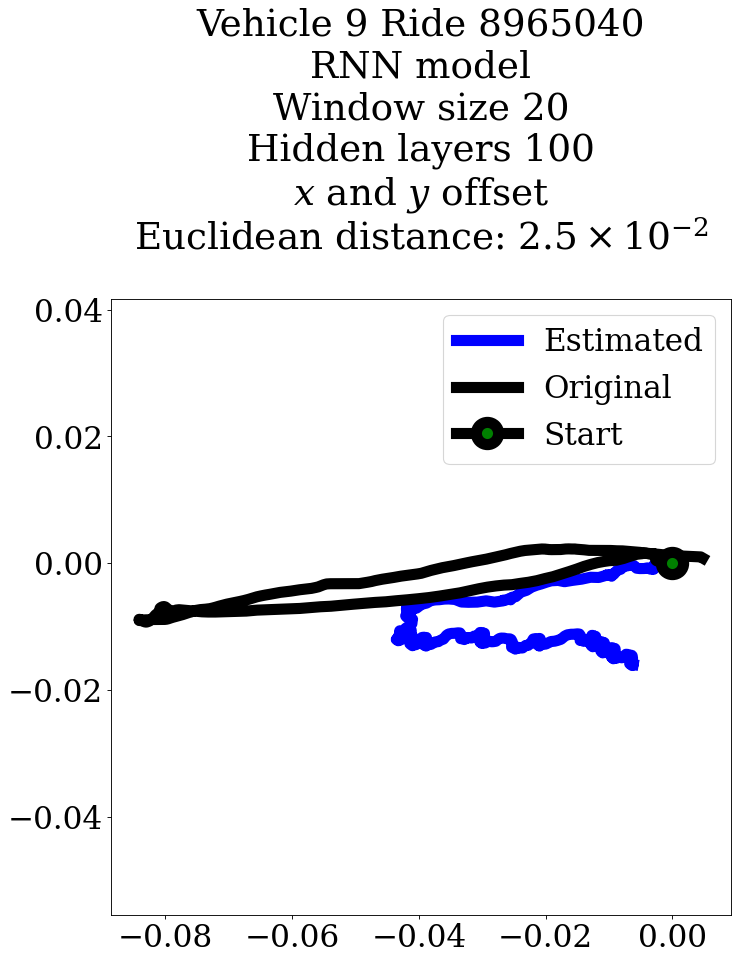 Vehicle 9 Ride 8965040
RNN model
Window size 20
Hidden layers 100
x and y offset
Euclidean distance: 2.5 × 10⁻²
Estimated
Original
Start
0.04
0.02
0.00
−0.02
−0.04
−0.08 −0.06 −0.04 −0.02 0.00